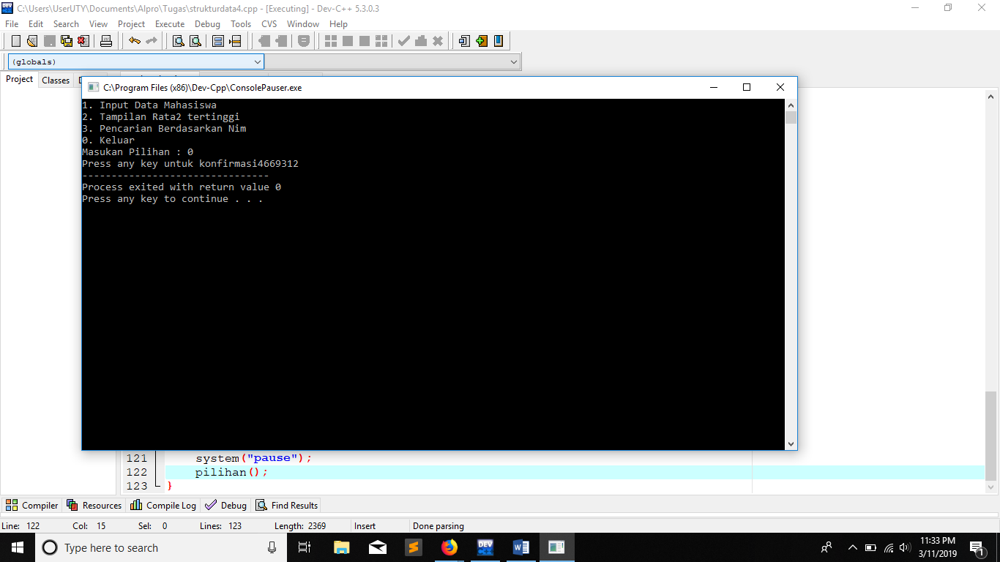 C:\Users\UserUTY\Documents\Alpro\Tugas\strukturdata4.cpp - [Executing] - Dev-C++ 5.3.0.3
File Edit Search View Project Execute Debug Tools CVS Window Help
(globals)
Project Classes
C:\Program Files (x86)\Dev-Cpp\ConsolePauser.exe
1. Input Data Mahasiswa
2. Tampilan Rata2 tertinggi
3. Pencarian Berdasarkan Nim
0. Keluar
Masukan Pilihan : 0
Press any key untuk konfirmasi4669312
--------------------------------
Process exited with return value 0
Press any key to continue . . .
121 system("pause");
122 pilihan();
123 }
Compiler Resources Compile Log Debug Find Results
Line: 122 Col: 15 Sel: 0 Lines: 123 Length: 2369 Insert Done parsing
Type here to search
DEV
11:33 PM
3/11/2019
1